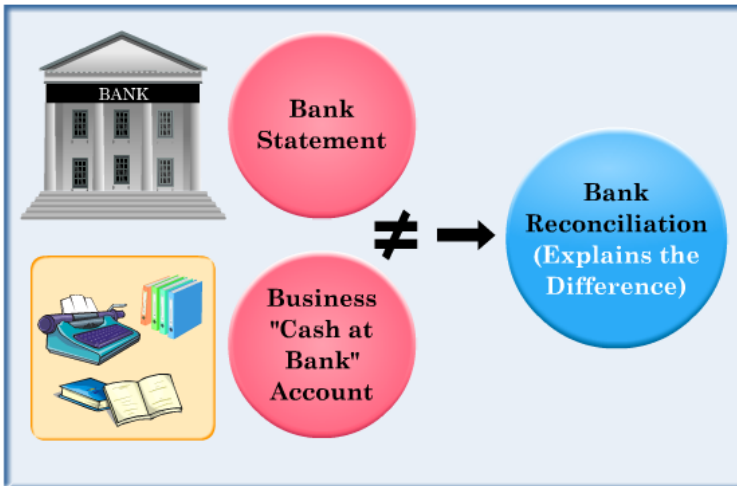 BANK
Bank
Statement
≠
Business
"Cash at
Bank"
Account
Bank
Reconciliation
(Explains the
Difference)